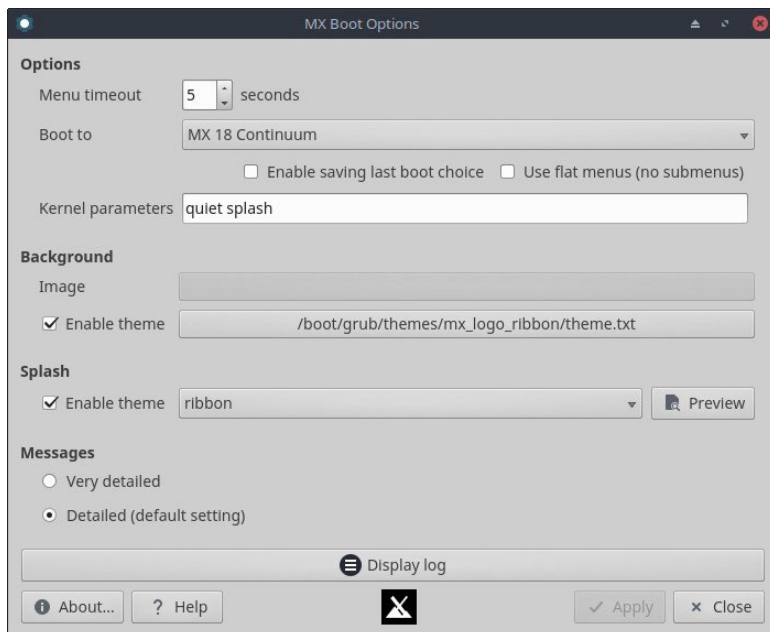 MX Boot Options
Options
Menu timeout 5 seconds
Boot to MX 18 Continuum
Enable saving last boot choice Use flat menus (no submenus)
Kernel parameters quiet splash
Background
Image
Enable theme /boot/grub/themes/mx_logo_ribbon/theme.txt
Splash
Enable theme ribbon Preview
Messages
Very detailed
Detailed (default setting)
Display log
About... ? Help Apply Close